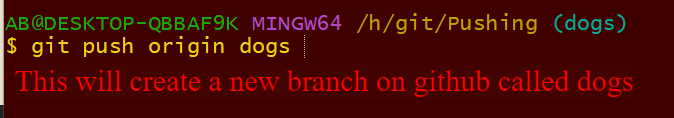 AB@DESKTOP-QBBAF9K MINGW64 /h/git/Pushing (dogs)
$ git push origin dogs
This will create a new branch on github called dogs